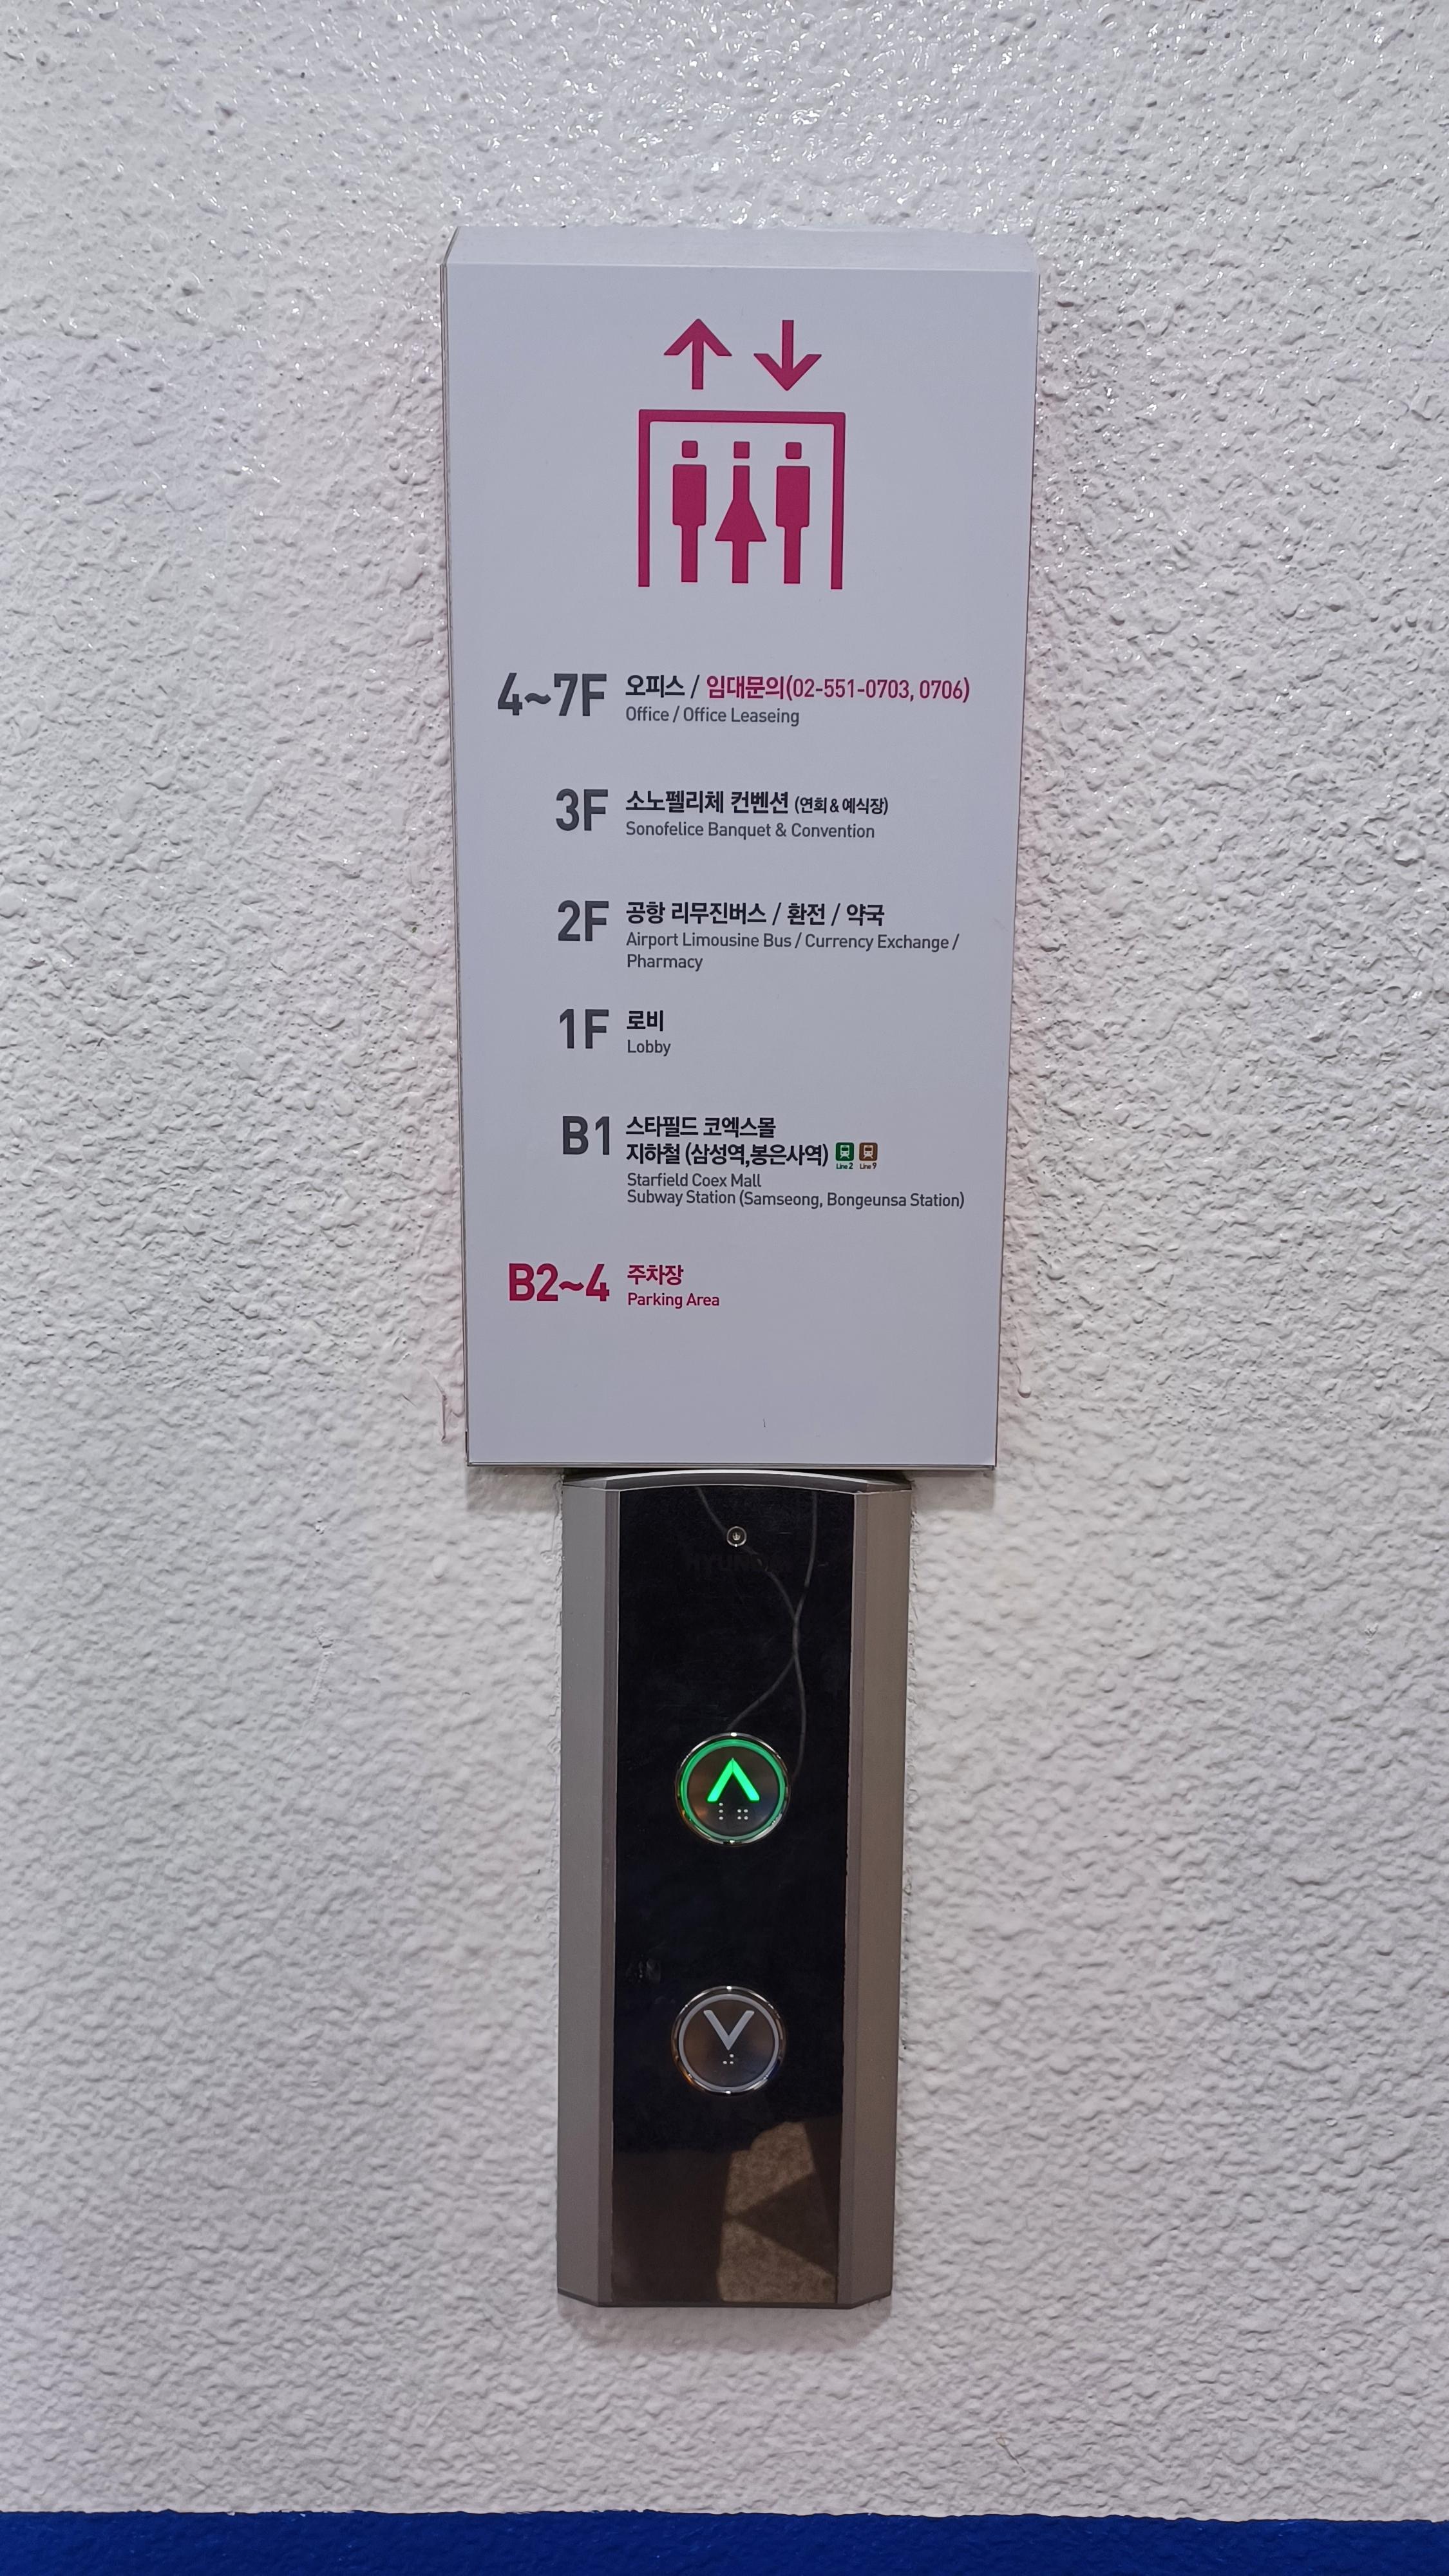 4~7F 오피스 / 임대문의(02-551-0703, 0706)
Office / Office Leaseing
3F 소노펠리체 컨벤션 (연회 & 예식장)
Sonofelice Banquet & Convention
2F 공항 리무진버스 / 환전 / 약국
Airport Limousine Bus / Currency Exchange /
Pharmacy
1F 로비
Lobby
B1 스타필드 코엑스몰
지하철 (삼성역,봉은사역)
Line 2 Line 9
Starfield Coex Mall
Subway Station (Samseong, Bongeunsa Station)
B2~4 주차장
Parking Area